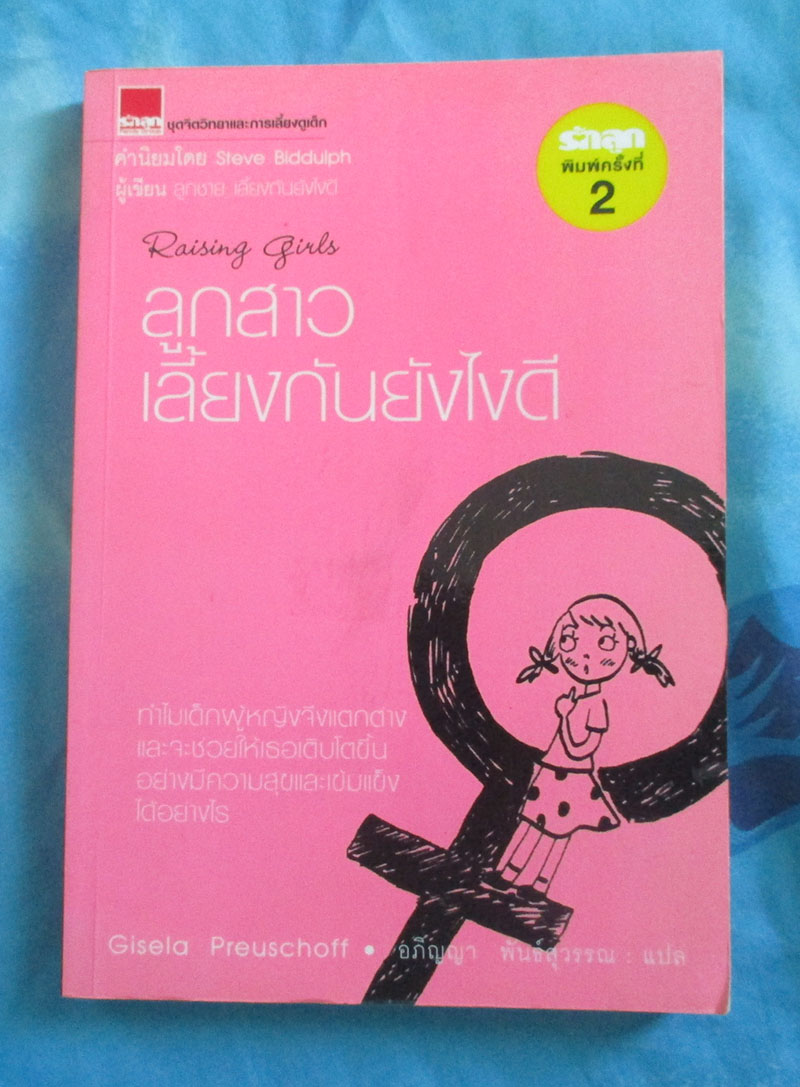 รักลูก
ชุดจิตวิทยาและการเลี้ยงดูเด็ก
คำนิยมโดย Steve Biddulph
ผู้เขียน ลูกชาย เลี้ยงกันยังไงดี
รักลูก
พิมพ์ครั้งที่
2
Raising Girls
ลูกสาว
เลี้ยงกันยังไงดี
ทำไมเด็กผู้หญิงจึงแตกต่าง
และจะช่วยให้เธอเติบโตขึ้น
อย่างมีความสุขและเข้มแข็ง
ได้อย่างไร
Gisela Preuschoff • อภิญญา พันธ์สุวรรณ : แปล